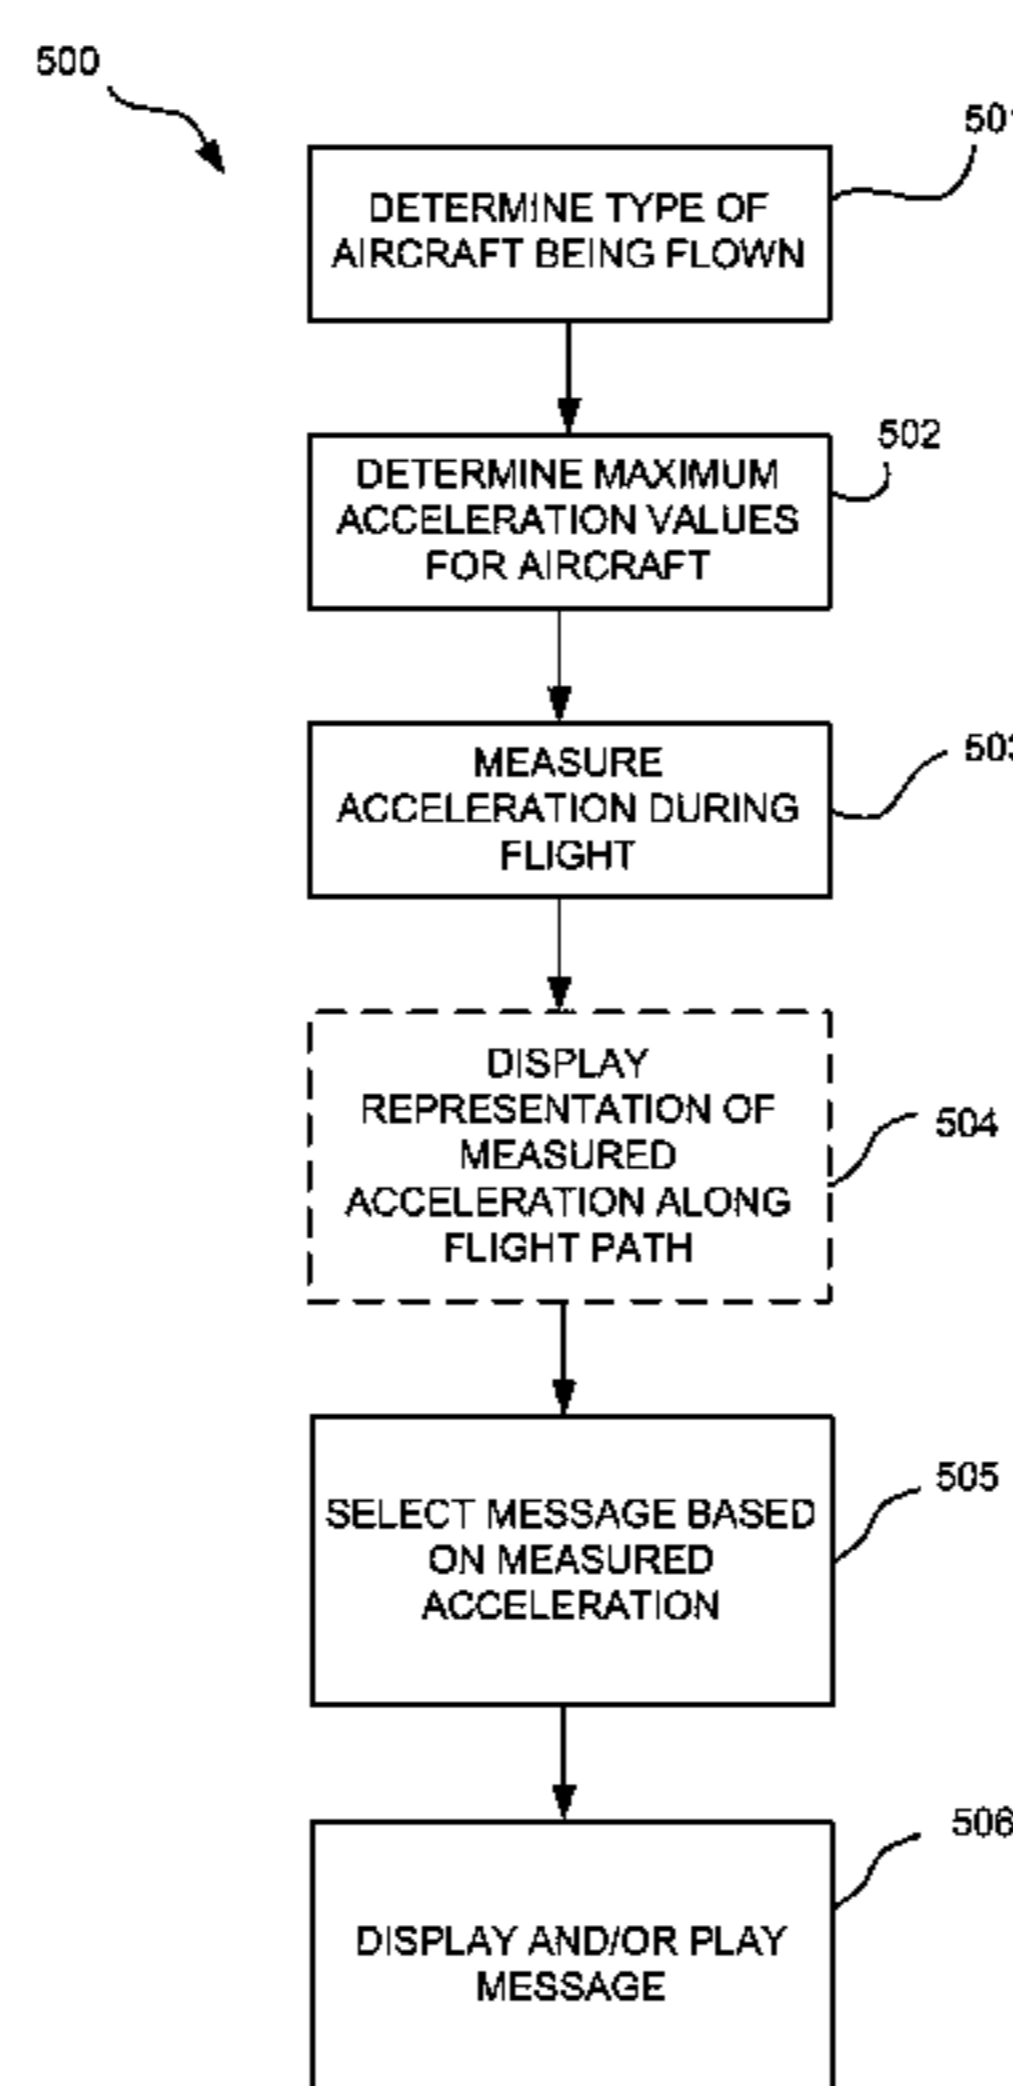 500
501
DETERMINE TYPE OF
AIRCRAFT BEING FLOWN
502
DETERMINE MAXIMUM
ACCELERATION VALUES
FOR AIRCRAFT
503
MEASURE
ACCELERATION DURING
FLIGHT
DISPLAY
REPRESENTATION OF
MEASURED
ACCELERATION ALONG
FLIGHT PATH
504
505
SELECT MESSAGE BASED
ON MEASURED
ACCELERATION
506
DISPLAY AND/OR PLAY
MESSAGE